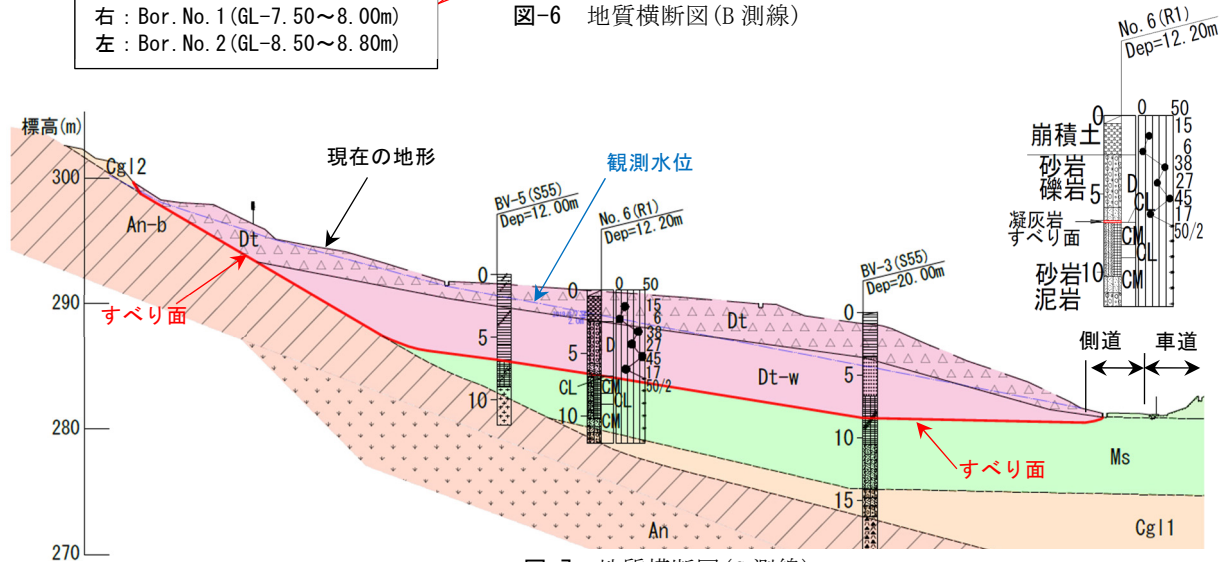 右：Bor.No.1(GL-7.50～8.00m)
左：Bor.No.2(GL-8.50～8.80m)
図-6　地質横断図(B測線)
標高(m)
300
290
280
270
Cgl2
An-b
Dt
すべり面
現在の地形
観測水位
BV-5(S55)
Dep=12.00m
0
5
10
No.6(R1)
Dep=12.20m
0 50
0
5
10
15
6
38
27
45
17
50/2
D
CL
CM
CL
CM
Dt
Dt-w
BV-3(S55)
Dep=20.00m
0
5
10
15
すべり面
Ms
Cgl1
An
側道
車道
No.6(R1)
Dep=12.20m
0 50
0
5
10
15
6
38
27
45
17
50/2
崩積土
砂岩
礫岩
凝灰岩
すべり面
砂岩
泥岩
D
CL
CM
CL
CM